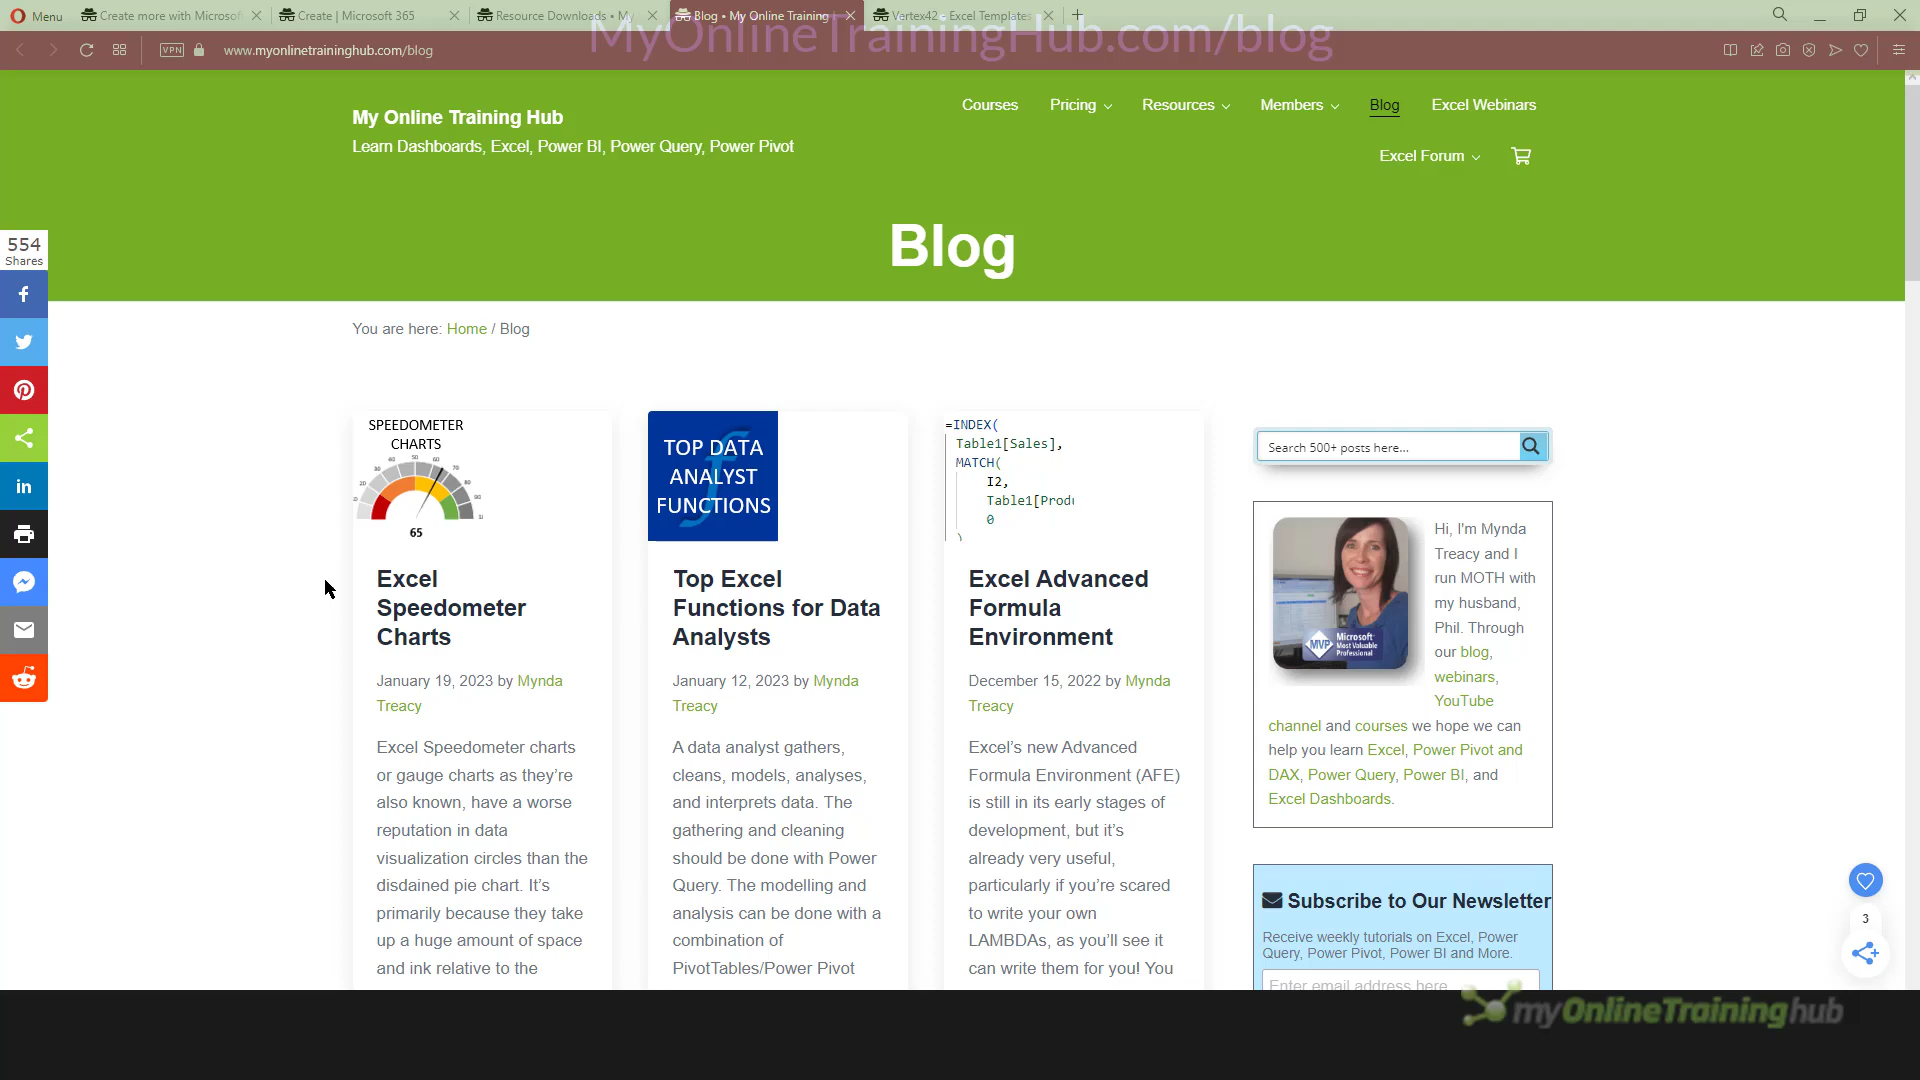 Menu
Create more with Microsof
Create | Microsoft 365
Resource Downloads • My
Blog • My Online Training
Vertex42 - Excel Templates
MyOnlineTrainingHub.com/blog
VPN
www.myonlinetraininghub.com/blog
My Online Training Hub
Learn Dashboards, Excel, Power BI, Power Query, Power Pivot
Courses
Pricing
Resources
Members
Blog
Excel Webinars
Excel Forum
Blog
554
Shares
You are here: Home / Blog
SPEEDOMETER
CHARTS
65
Excel
Speedometer
Charts
January 19, 2023 by Mynda
Treacy
Excel Speedometer charts
or gauge charts as they’re
also known, have a worse
reputation in data
visualization circles than the
disdained pie chart. It’s
primarily because they take
up a huge amount of space
and ink relative to the
TOP DATA
ANALYST
FUNCTIONS
Top Excel
Functions for Data
Analysts
January 12, 2023 by Mynda
Treacy
A data analyst gathers,
cleans, models, analyses,
and interprets data. The
gathering and cleaning
should be done with Power
Query. The modelling and
analysis can be done with a
combination of
PivotTables/Power Pivot
=INDEX(
Table1[Sales],
MATCH(
I2,
Table1[Produ
0
)
Excel Advanced
Formula
Environment
December 15, 2022 by Mynda
Treacy
Excel’s new Advanced
Formula Environment (AFE)
is still in its early stages of
development, but it’s
already very useful,
particularly if you’re scared
to write your own
LAMBDAs, as you’ll see it
can write them for you! You
Search 500+ posts here...
MVP Microsoft
Most Valuable
Professional
Hi, I'm Mynda
Treacy and I
run MOTH with
my husband,
Phil. Through
our blog,
webinars,
YouTube
channel and courses we hope we can
help you learn Excel, Power Pivot and
DAX, Power Query, Power BI, and
Excel Dashboards.
Subscribe to Our Newsletter
Receive weekly tutorials on Excel, Power
Query, Power Pivot, Power BI and More.
Enter email address here
3
myOnlineTraininghub